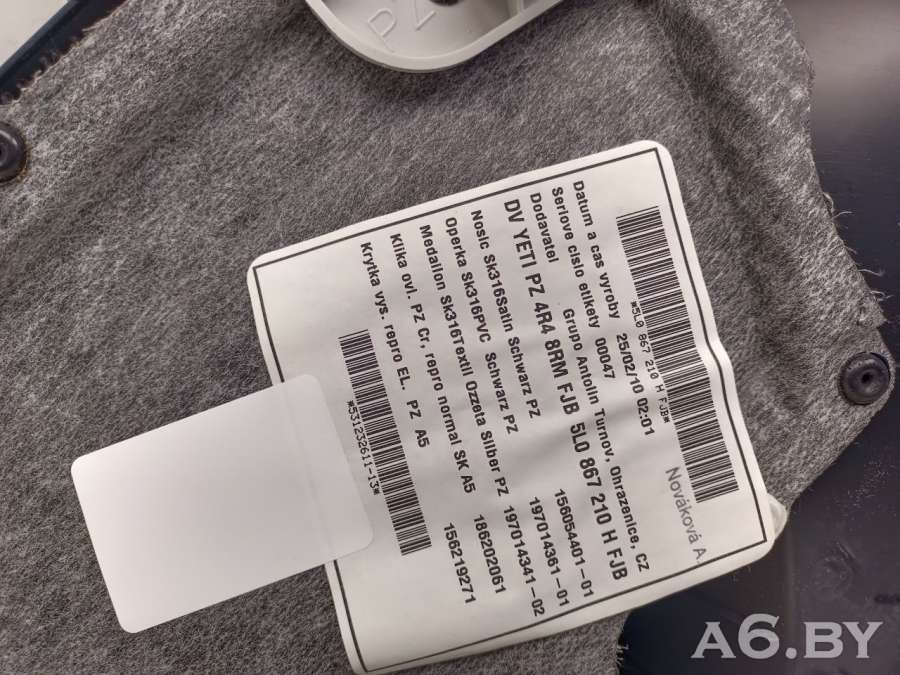 PZ
*5L0 867 210 H FJB*
Nováková A.
Datum a cas vyroby 25/02/10 02:01
Seriove cislo etikety 00047
Dodavatel Grupo Antolin Turnov, Ohrazenice, CZ
DV YETI PZ 4R4 8RM FJB 5L0 867 210 H FJB
Nosic Sk316Satin Schwarz PZ 156054401-01
Operka Sk316PVC Schwarz PZ 197014361-01
Medailon Sk316Textil Ozzeta Silber PZ 197014341-02
Klika ovl. PZ Cr, repro normal SK A5 186202061
Krytka vys. repro EL. PZ A5 156219271
*531232611-13*
A6.BY